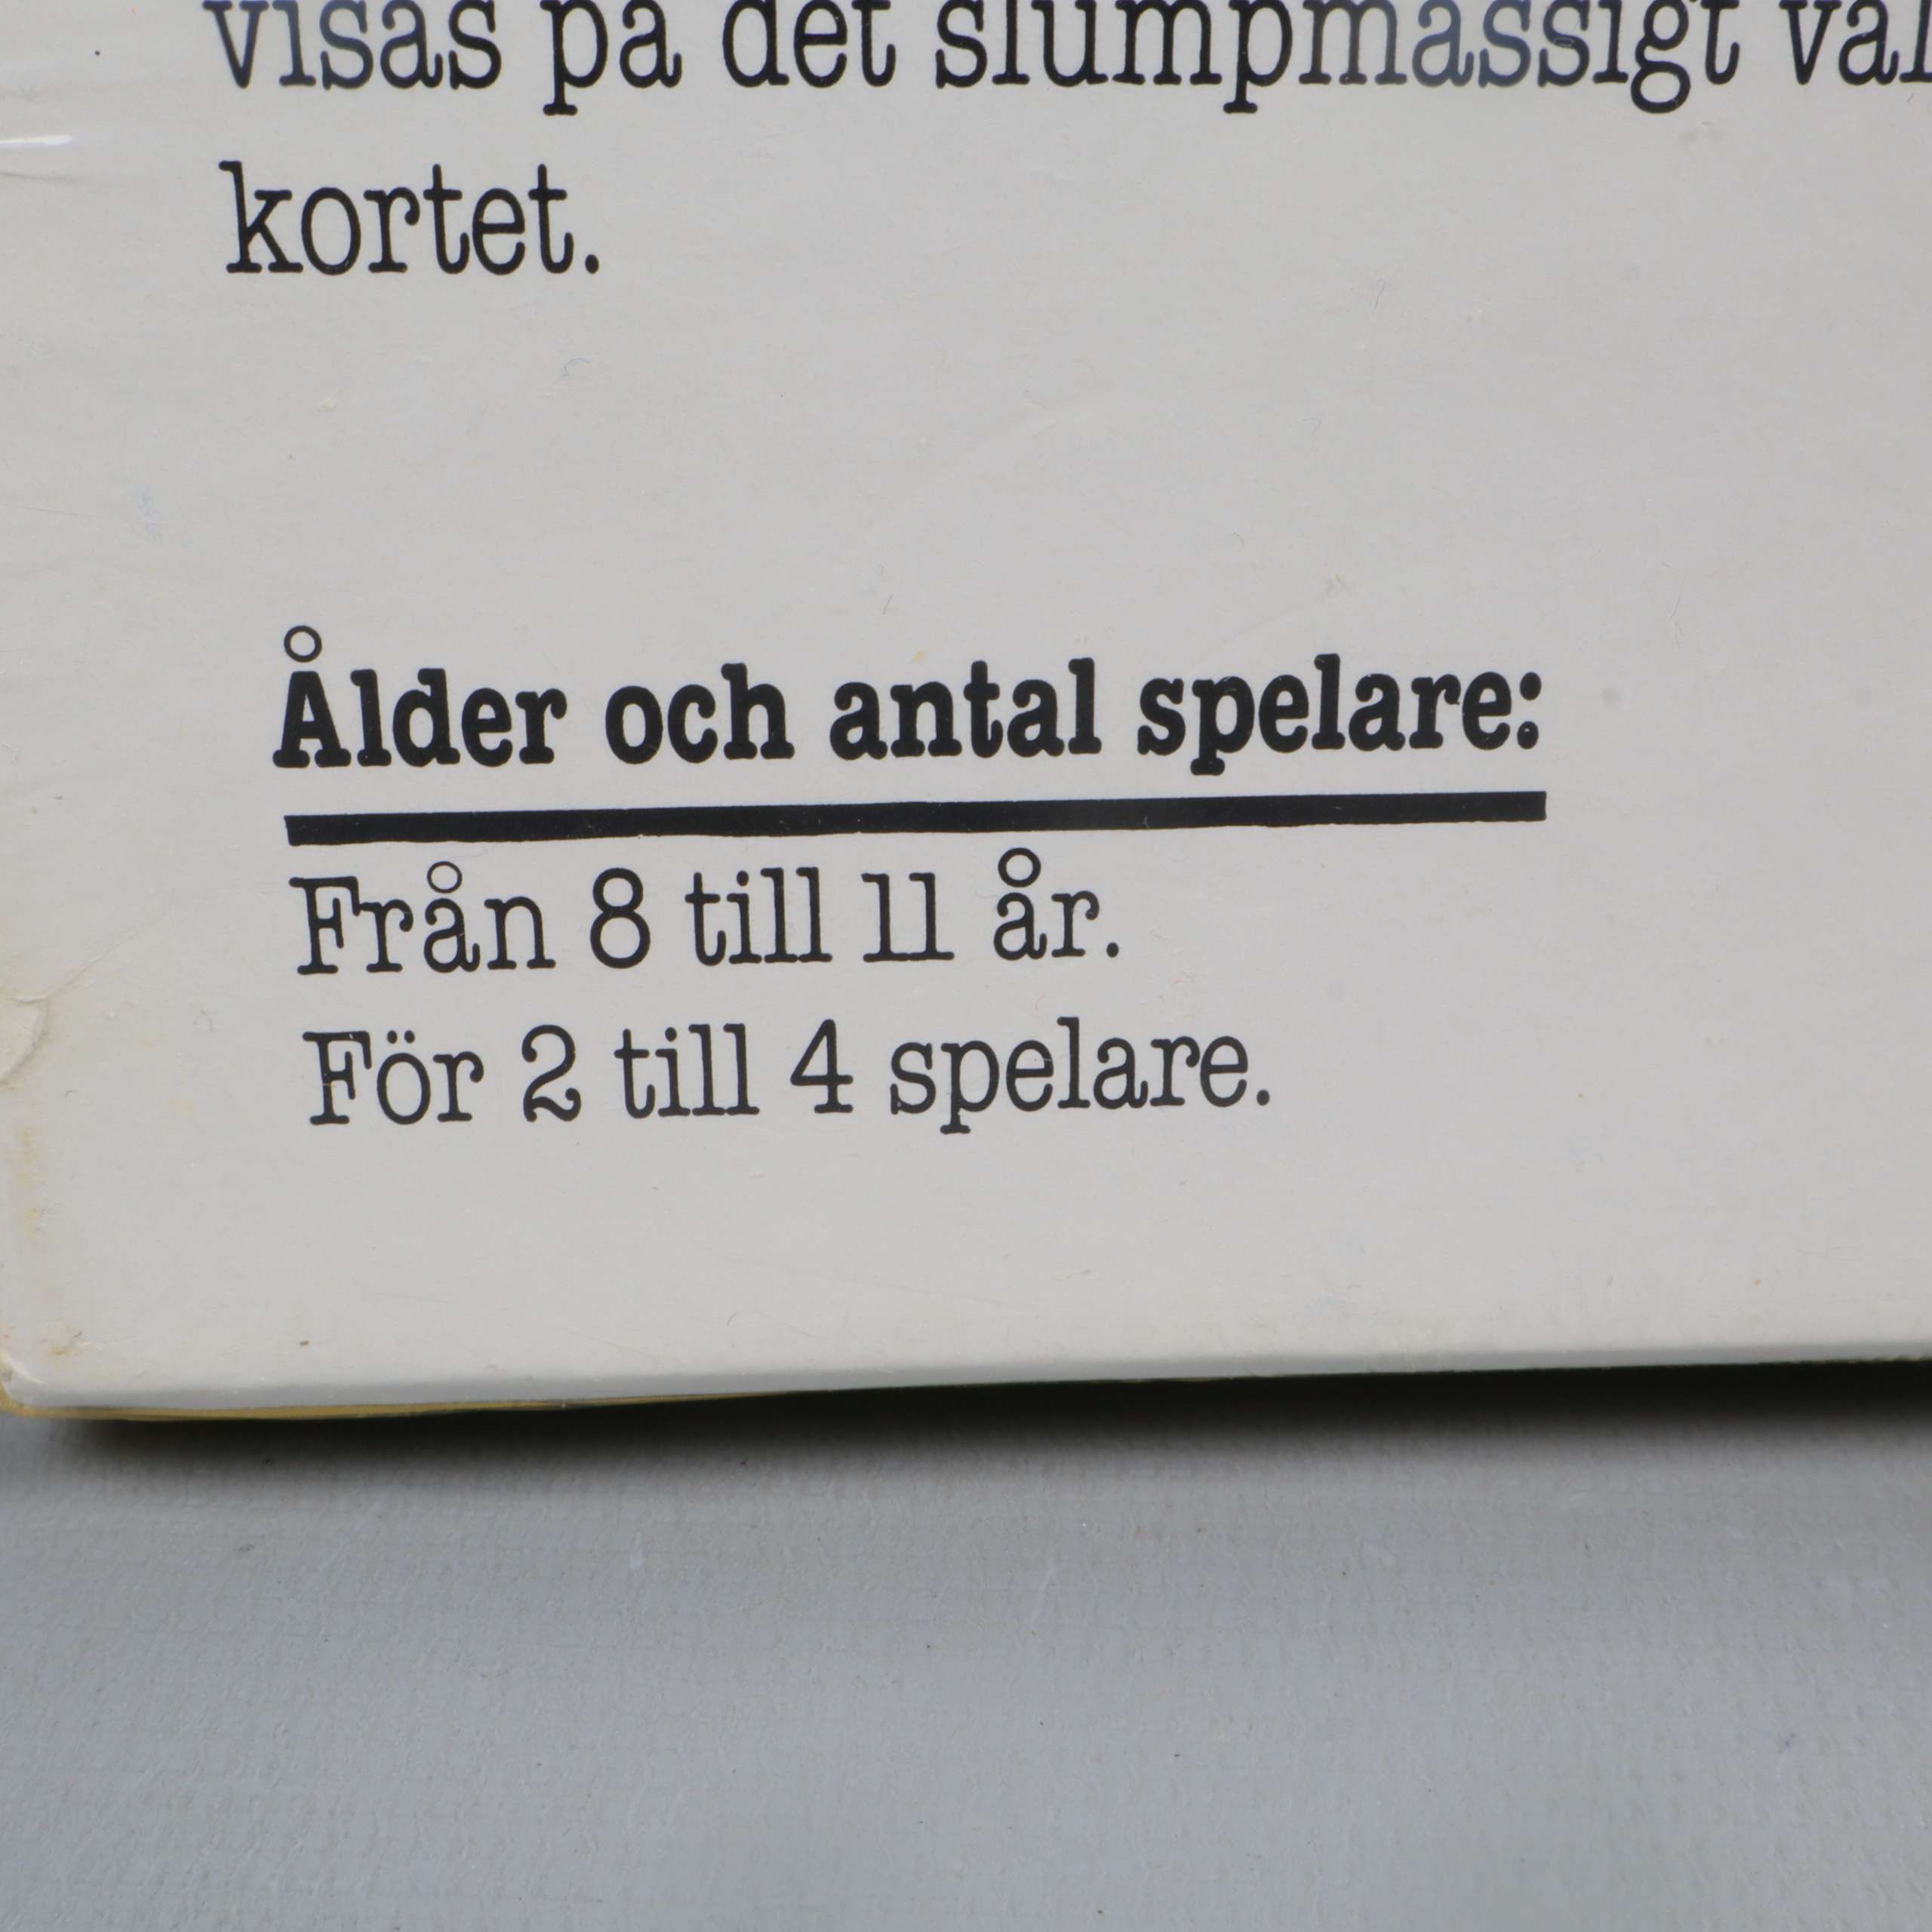 visas på det slumpmässigt
kortet.
Ålder och antal spelare:
Från 8 till 11 år.
För 2 till 4 spelare.